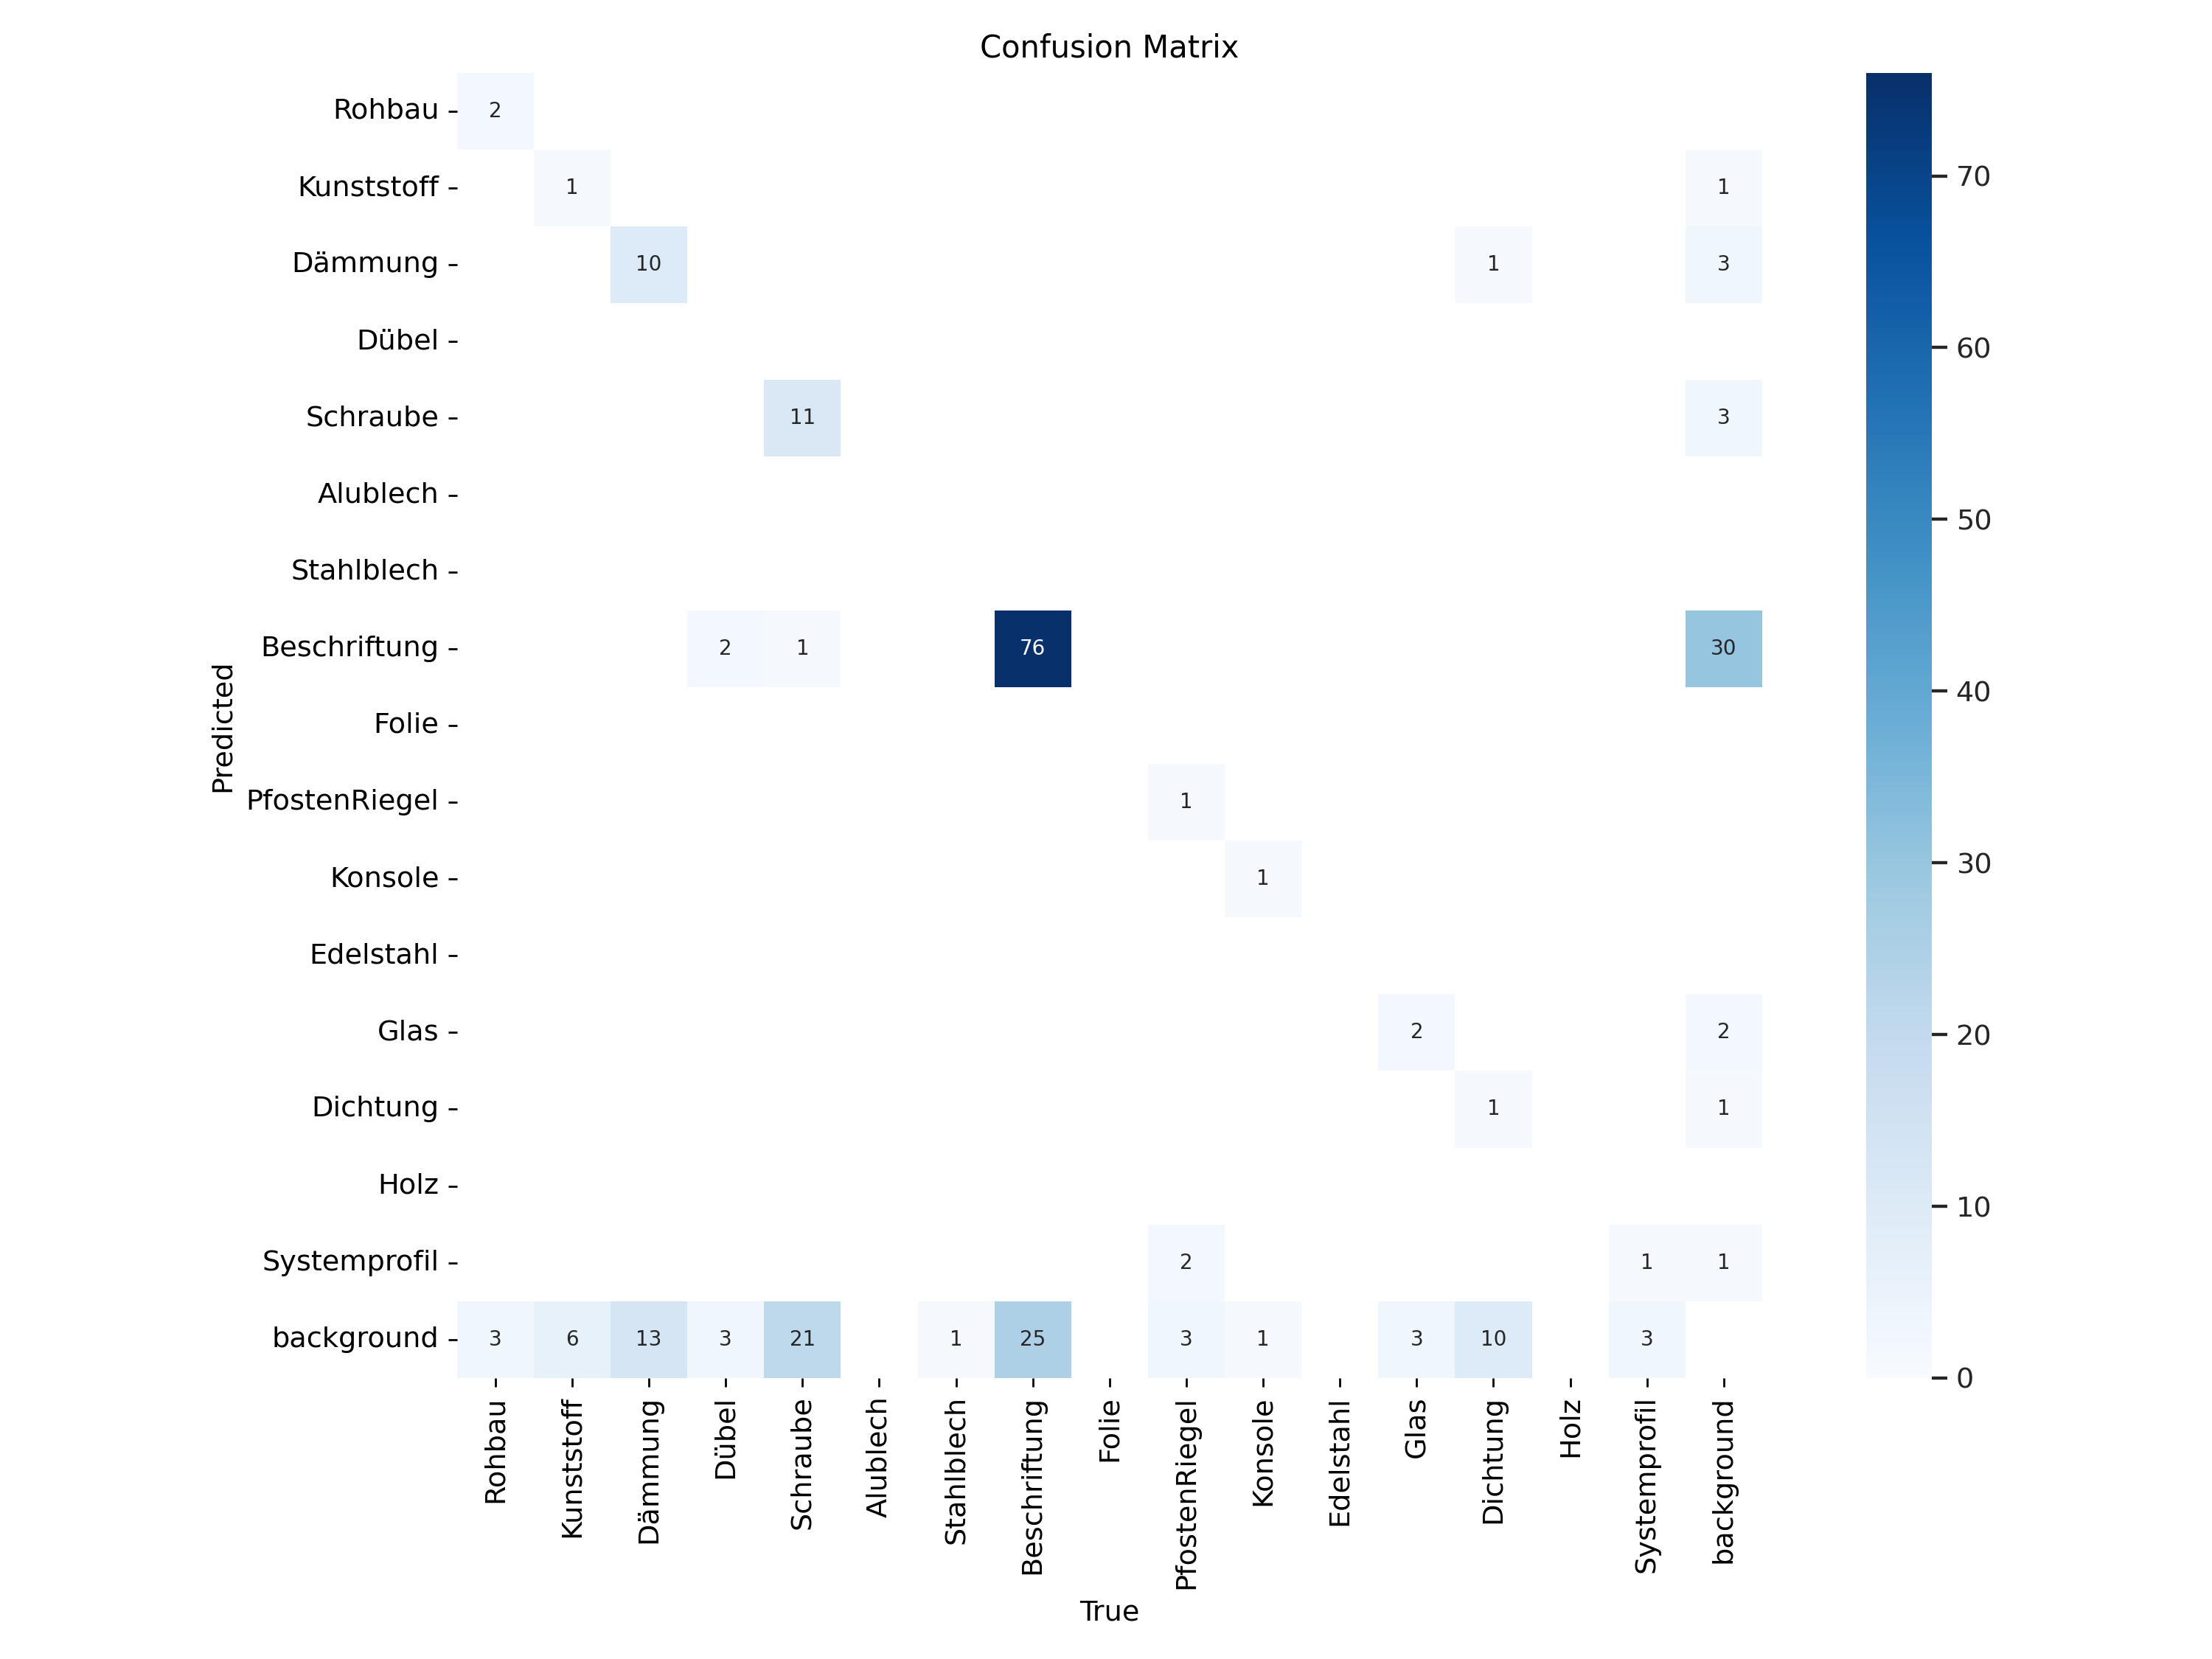 Confusion Matrix
Rohbau
2
Kunststoff
1
1
70
Dämmung
10
1
3
Dübel
60
Schraube
11
3
Alublech
50
Stahlblech
Beschriftung
2
1
76
30
40
Predicted
Folie
PfostenRiegel
1
30
Konsole
1
Edelstahl
Glas
2
2
20
Dichtung
1
1
Holz
10
Systemprofil
2
1
1
background
3
6
13
3
21
1
25
3
1
3
10
3
0
Rohbau
Kunststoff
Dämmung
Dübel
Schraube
Alublech
Stahlblech
Beschriftung
Folie
PfostenRiegel
Konsole
Edelstahl
Glas
Dichtung
Holz
Systemprofil
background
True